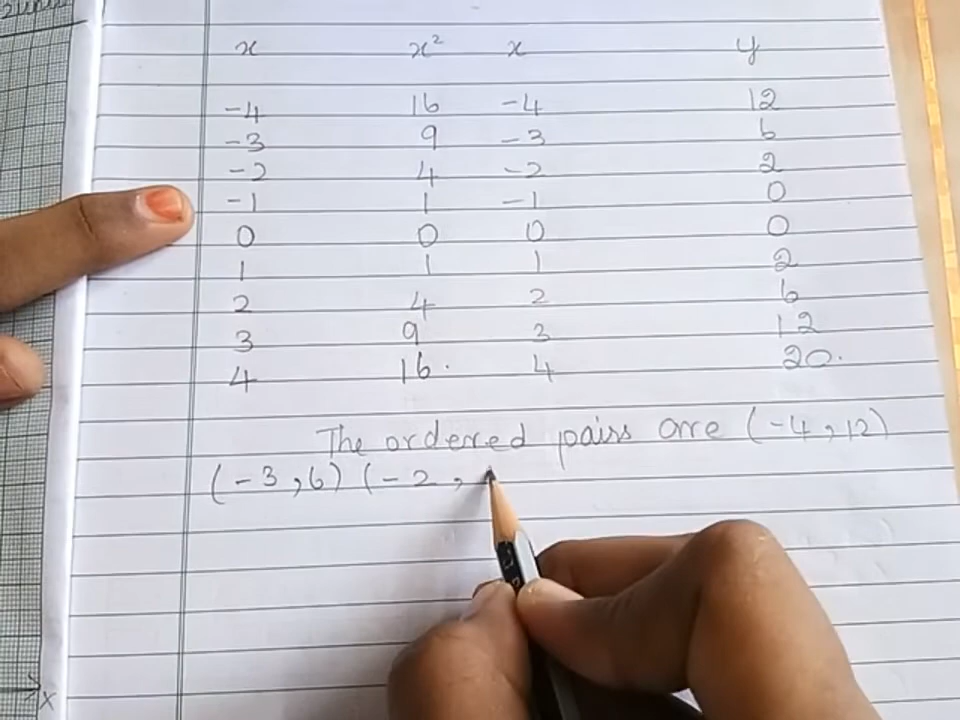 x x² x y
-4 16 -4 12
-3 9 -3 6
-2 4 -2 2
-1 1 -1 0
0 0 0 0
1 1 1 2
2 4 2 6
3 9 3 12
4 16. 4 20.
The ordered pairs are (-4, 12)
(-3, 6) (-2,
x